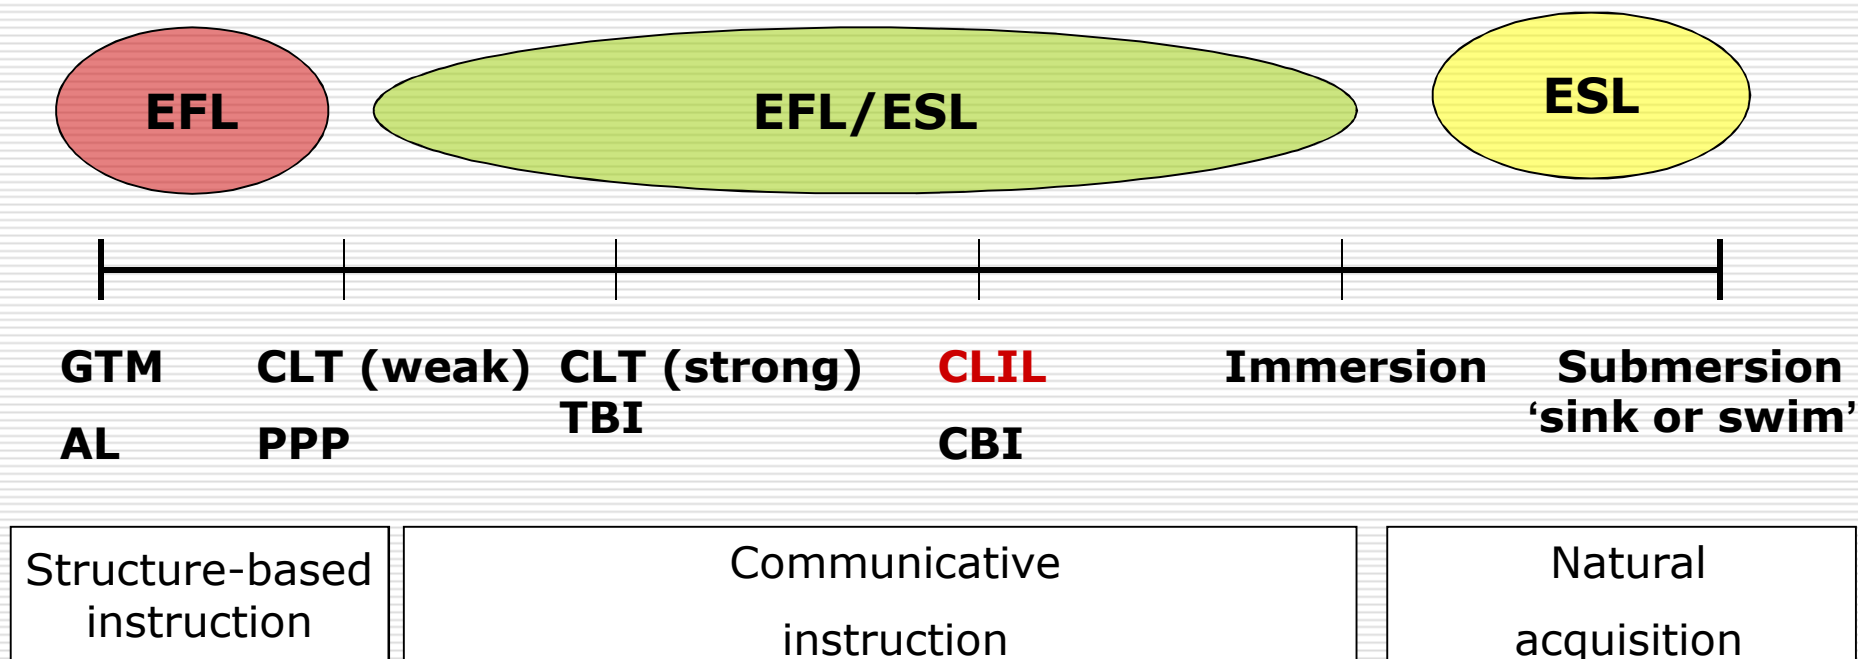 EFL
EFL/ESL
ESL
GTM
CLT (weak)
CLT (strong)
CLIL
Immersion
Submersion
TBI
‘sink or swim’
AL
PPP
CBI
Structure-based
instruction
Communicative
instruction
Natural
acquisition